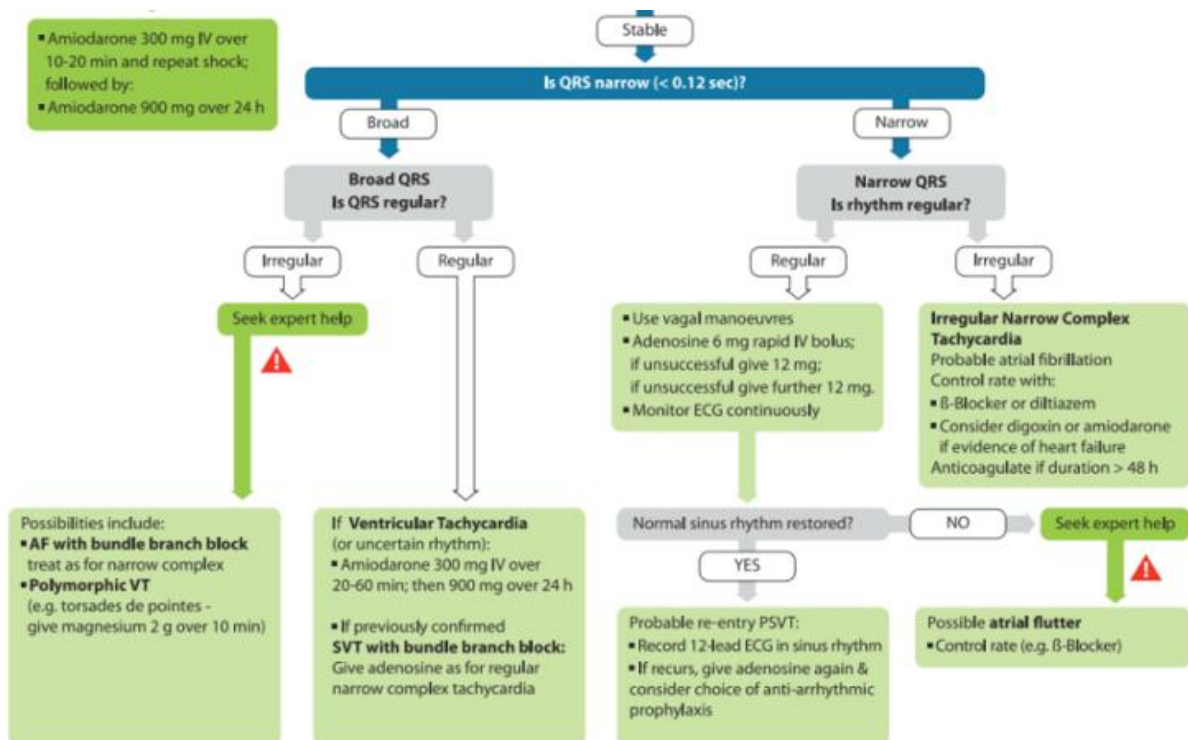 ▪ Amiodarone 300 mg IV over
10-20 min and repeat shock;
followed by:
▪ Amiodarone 900 mg over 24 h
Stable
Is QRS narrow (< 0.12 sec)?
Broad
Narrow
Broad QRS
Is QRS regular?
Narrow QRS
Is rhythm regular?
Irregular
Regular
Regular
Irregular
Seek expert help
▪ Use vagal manoeuvres
▪ Adenosine 6 mg rapid IV bolus;
if unsuccessful give 12 mg;
if unsuccessful give further 12 mg.
▪ Monitor ECG continuously
Irregular Narrow Complex
Tachycardia
Probable atrial fibrillation
Control rate with:
▪ ß-Blocker or diltiazem
▪ Consider digoxin or amiodarone
if evidence of heart failure
Anticoagulate if duration > 48 h
Possibilities include:
▪ AF with bundle branch block
treat as for narrow complex
▪ Polymorphic VT
(e.g. torsades de pointes -
give magnesium 2 g over 10 min)
If Ventricular Tachycardia
(or uncertain rhythm):
▪ Amiodarone 300 mg IV over
20-60 min; then 900 mg over 24 h
▪ If previously confirmed
SVT with bundle branch block:
Give adenosine as for regular
narrow complex tachycardia
Normal sinus rhythm restored?
NO
Seek expert help
YES
Probable re-entry PSVT:
▪ Record 12-lead ECG in sinus rhythm
▪ If recurs, give adenosine again &
consider choice of anti-arrhythmic
prophylaxis
Possible atrial flutter
▪ Control rate (e.g. ß-Blocker)